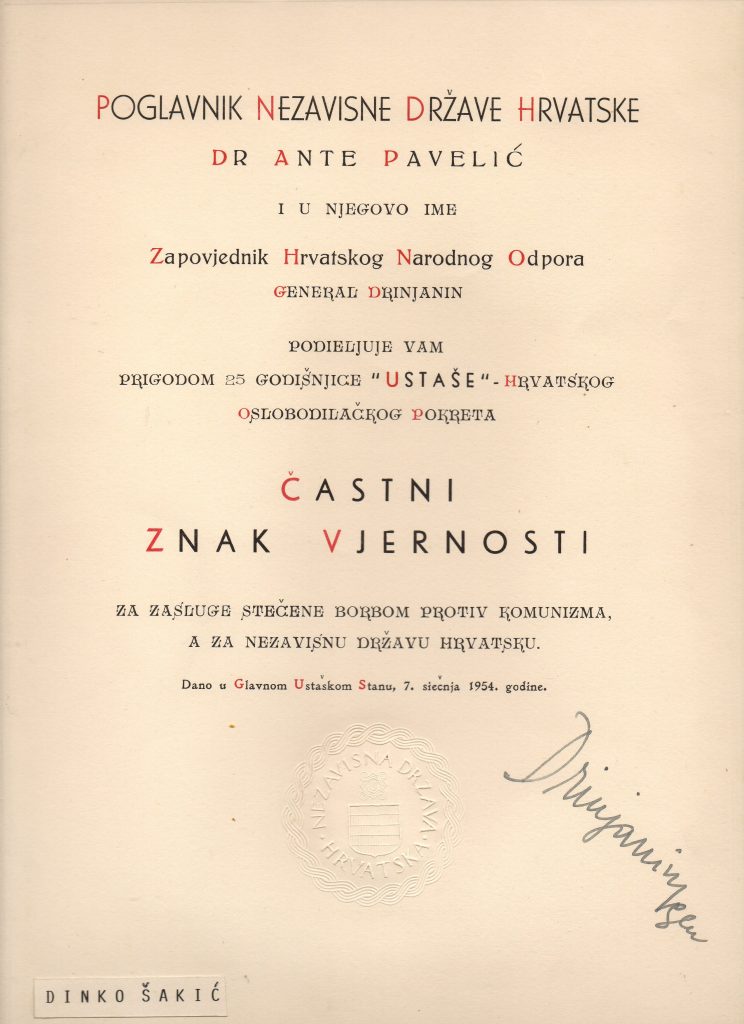 POGLAVNIK NEZAVISNE DRŽAVE HRVATSKE
DR ANTE PAVELIĆ
I U NJEGOVO IME
Zapovjednik Hrvatskog Narodnog Odpora
GENERAL DRINJANIN
PODIELJUJE VAM
PRIGODOM 25 GODIŠNJICE "USTAŠE"-HRVATSKOG
OSLOBODILAČKOG POKRETA
ČASTNI
ZNAK VJERNOSTI
ZA ZASLUGE STEČENE BORBOM PROTIV KOMUNIZMA,
A ZA NEZAVISNU DRŽAVU HRVATSKU.
Dano u Glavnom Ustaškom Stanu, 7. siečnja 1954. godine.
NEZAVISNA DRŽAVA
HRVATSKA
Drinjanin, gen
DINKO ŠAKIĆ